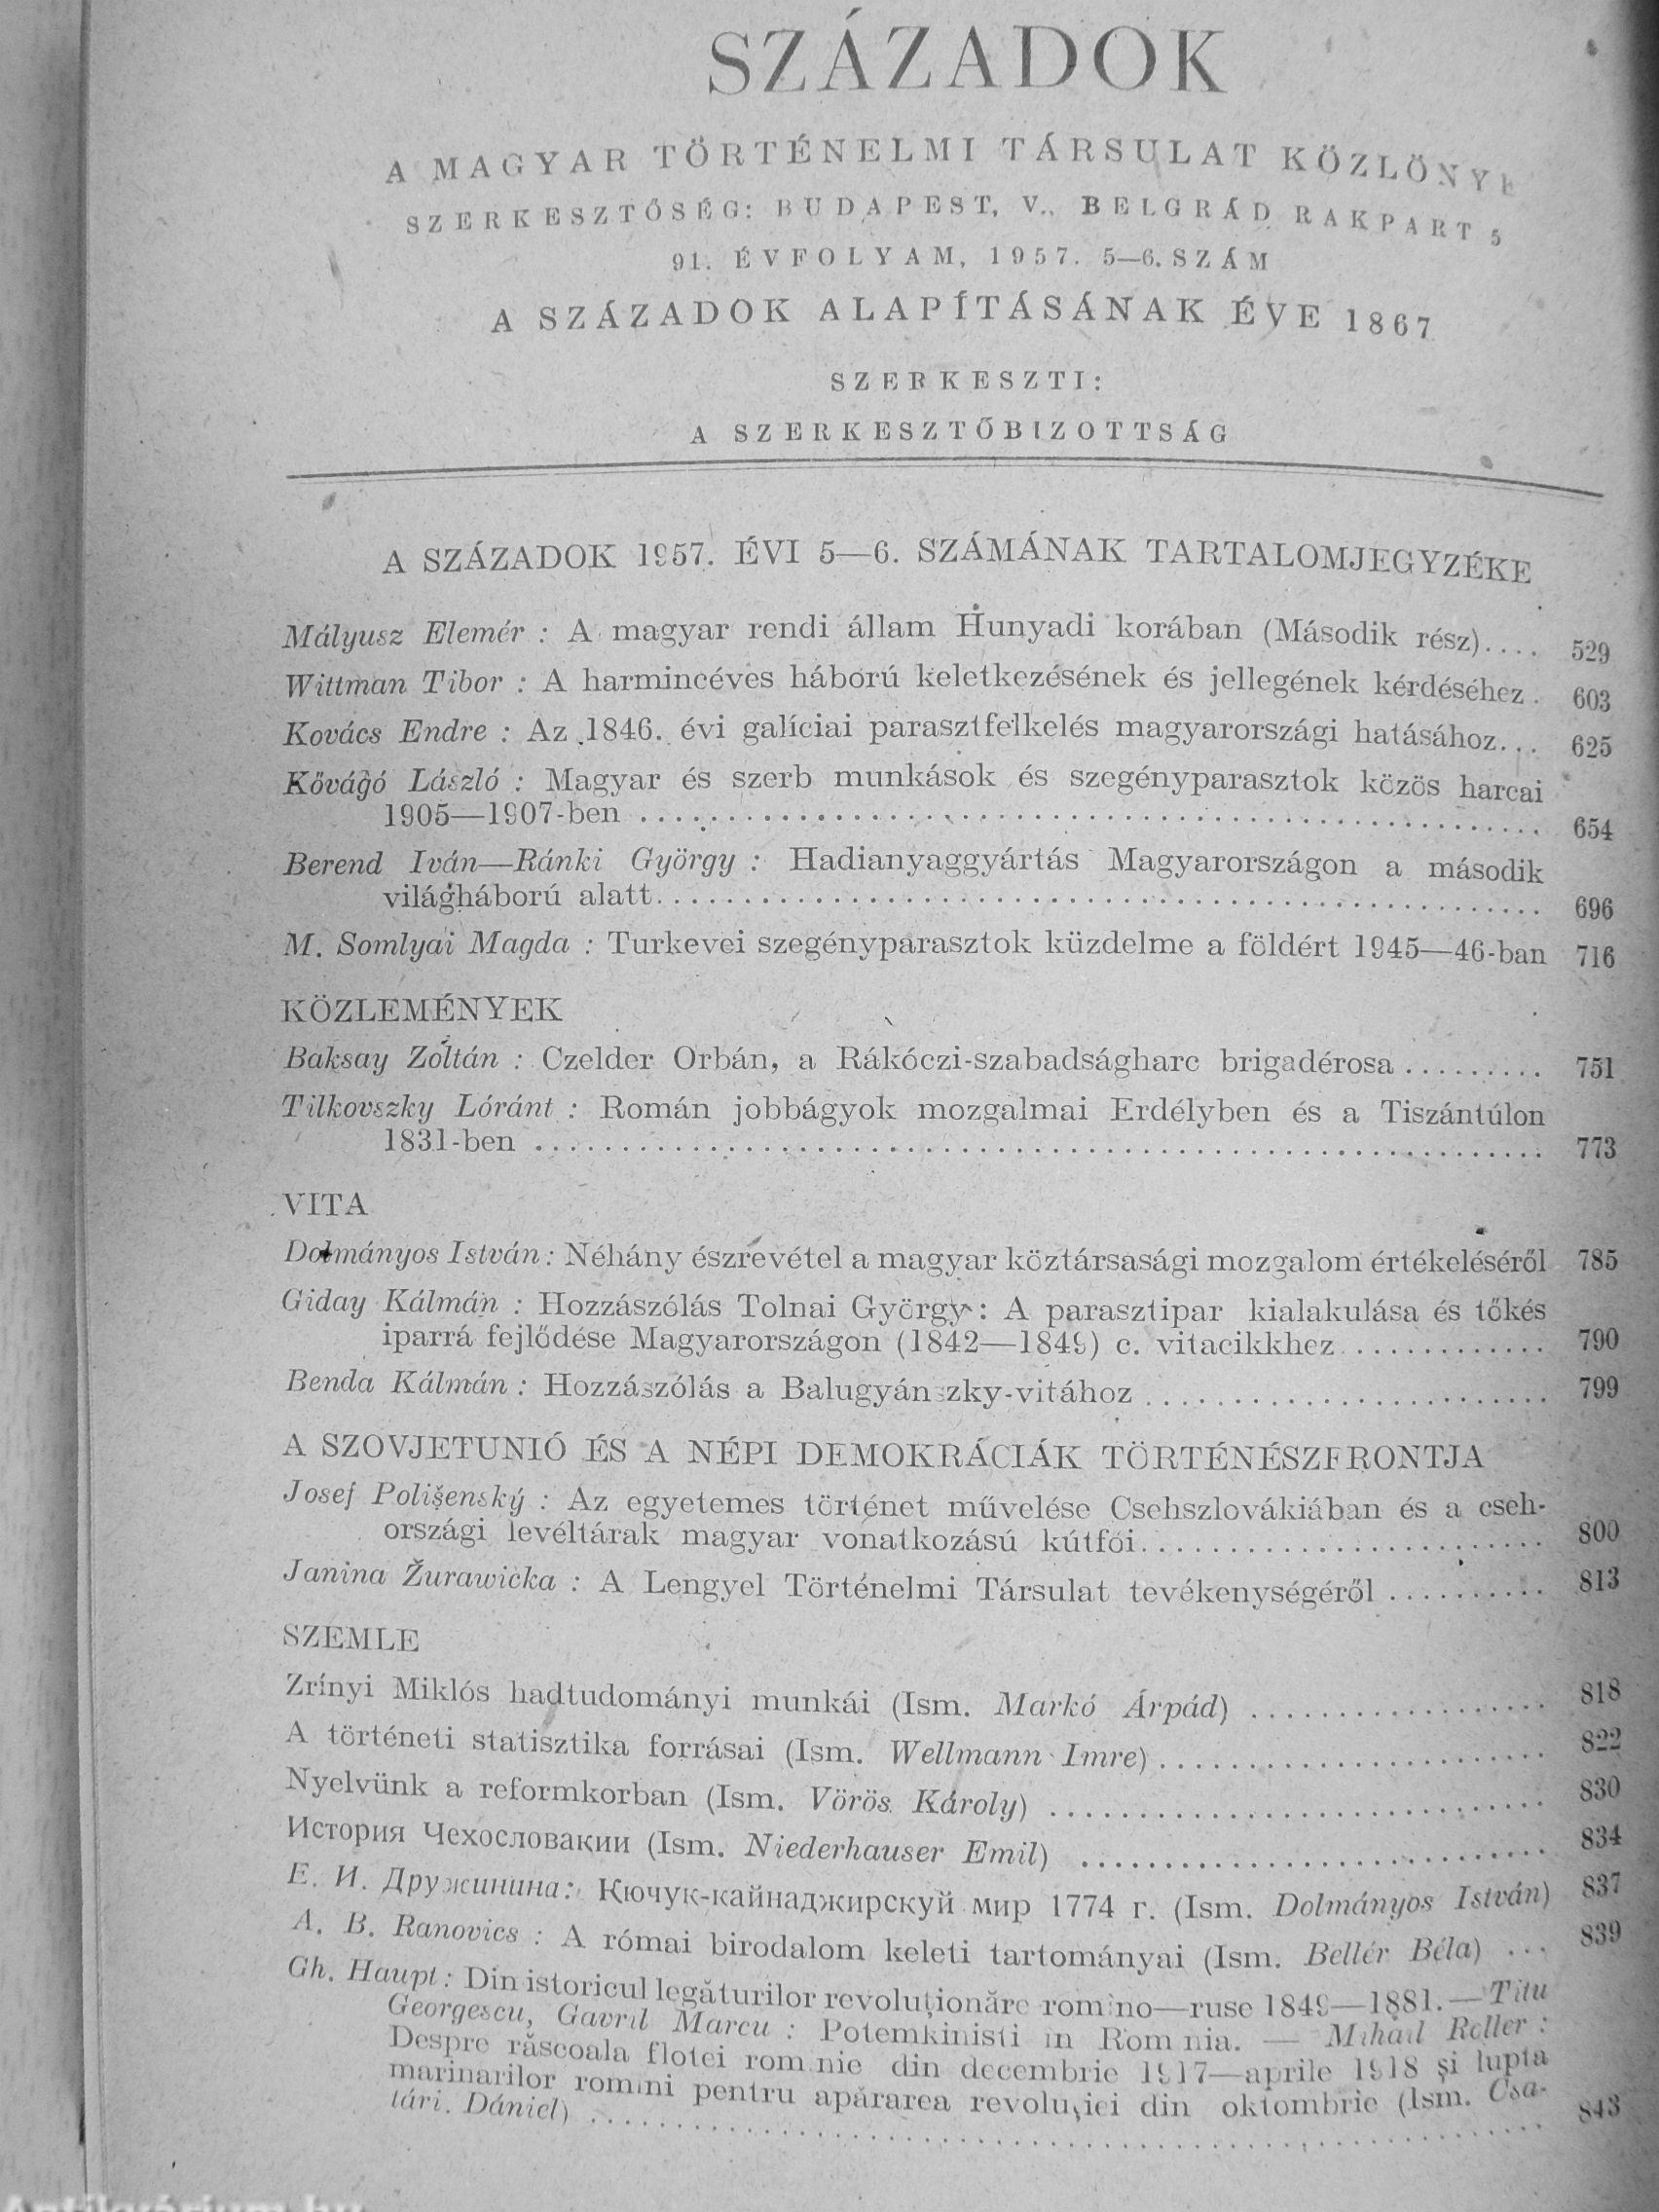 SZÁZADOK
A MAGYAR TÖRTÉNELMI TÁRSULAT KÖZLÖNYE
SZERKESZTŐSÉG: BUDAPEST, V., BELGRÁD RAKPART 5
91. ÉVFOLYAM, 1957. 5—6. SZÁM
A SZÁZADOK ALAPÍTÁSÁNAK ÉVE 1867
SZERKESZTI:
A SZERKESZTŐBIZOTTSÁG
A SZÁZADOK 1957. ÉVI 5—6. SZÁMÁNAK TARTALOMJEGYZÉKE
Mályusz Elemér : A magyar rendi állam Hunyadi korában (Második rész).... 529
Wittman Tibor : A harmincéves háború keletkezésének és jellegének kérdéséhez . 603
Kovács Endre : Az 1846. évi galíciai parasztfelkelés magyarországi hatásához... 625
Kővágó László : Magyar és szerb munkások és szegényparasztok közös harcai
1905—1907-ben .......... 654
Berend Iván—Ránki György : Hadianyaggyártás Magyarországon a második
világháború alatt.......... 696
M. Somlyai Magda : Turkevei szegényparasztok küzdelme a földért 1945—46-ban 716
KÖZLEMÉNYEK
Baksay Zoltán : Czelder Orbán, a Rákóczi-szabadságharc brigadérosa ......... 751
Tilkovszky Lóránt : Román jobbágyok mozgalmai Erdélyben és a Tiszántúlon
1831-ben .......... 773
VITA
Dolmányos István : Néhány észrevétel a magyar köztársasági mozgalom értékeléséről 785
Giday Kálmán : Hozzászólás Tolnai György : A parasztipar kialakulása és tőkés
iparrá fejlődése Magyarországon (1842—1849) c. vitacikkhez ............ 790
Benda Kálmán : Hozzászólás a Balugyánszky-vitához .......... 799
A SZOVJETUNIÓ ÉS A NÉPI DEMOKRÁCIÁK TÖRTÉNÉSZFRONTJA
Josef Polišenský : Az egyetemes történet művelése Csehszlovákiában és a cseh-
országi levéltárak magyar vonatkozású kútfői.......... 800
Janina Žurawicka : A Lengyel Történelmi Társulat tevékenységéről .......... 813
SZEMLE
Zrínyi Miklós hadtudományi munkái (Ism. Markó Árpád) .......... 818
A történeti statisztika forrásai (Ism. Wellmann Imre).......... 822
Nyelvünk a reformkorban (Ism. Vörös Károly) .......... 830
История Чехословакии (Ism. Niederhauser Emil) .......... 834
Е. И. Дружинина: Кючук-кайнаджирскуй мир 1774 г. (Ism. Dolmányos István) 837
A. B. Ranovics : A római birodalom keleti tartományai (Ism. Bellér Béla) ... 839
Gh. Haupt : Din istoricul legăturilor revoluționăre romîno—ruse 1849—1881. — Titu
Georgescu, Gavril Marcu : Potemkinisti in Romînia. — Mihail Roller :
Despre răscoala flotei romînie din decembrie 1917—aprile 1918 și lupta
marinarilor romîni pentru apărarea revoluției din oktombrie (Ism. Csa-
tári. Dániel) .......... 843
Antikvárium.hu